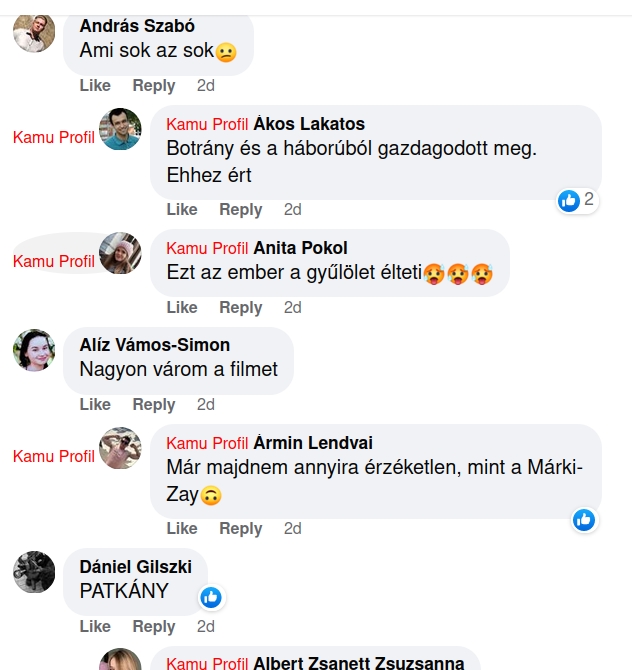 András Szabó
Ami sok az sok😕
Like Reply 2d
Kamu Profil
Kamu Profil Ákos Lakatos
Botrány és a háborúból gazdagodott meg.
Ehhez ért
2
Like Reply 2d
Kamu Profil
Kamu Profil Anita Pokol
Ezt az ember a gyűlölet élteti🥵🥵🥵
Like Reply 2d
Alíz Vámos-Simon
Nagyon várom a filmet
Like Reply 2d
Kamu Profil
Kamu Profil Ármin Lendvai
Már majdnem annyira érzéketlen, mint a Márki-
Zay🙃
Like Reply 2d
Dániel Gilszki
PATKÁNY
Like Reply 2d
Kamu Profil Albert Zsanett Zsuzsanna